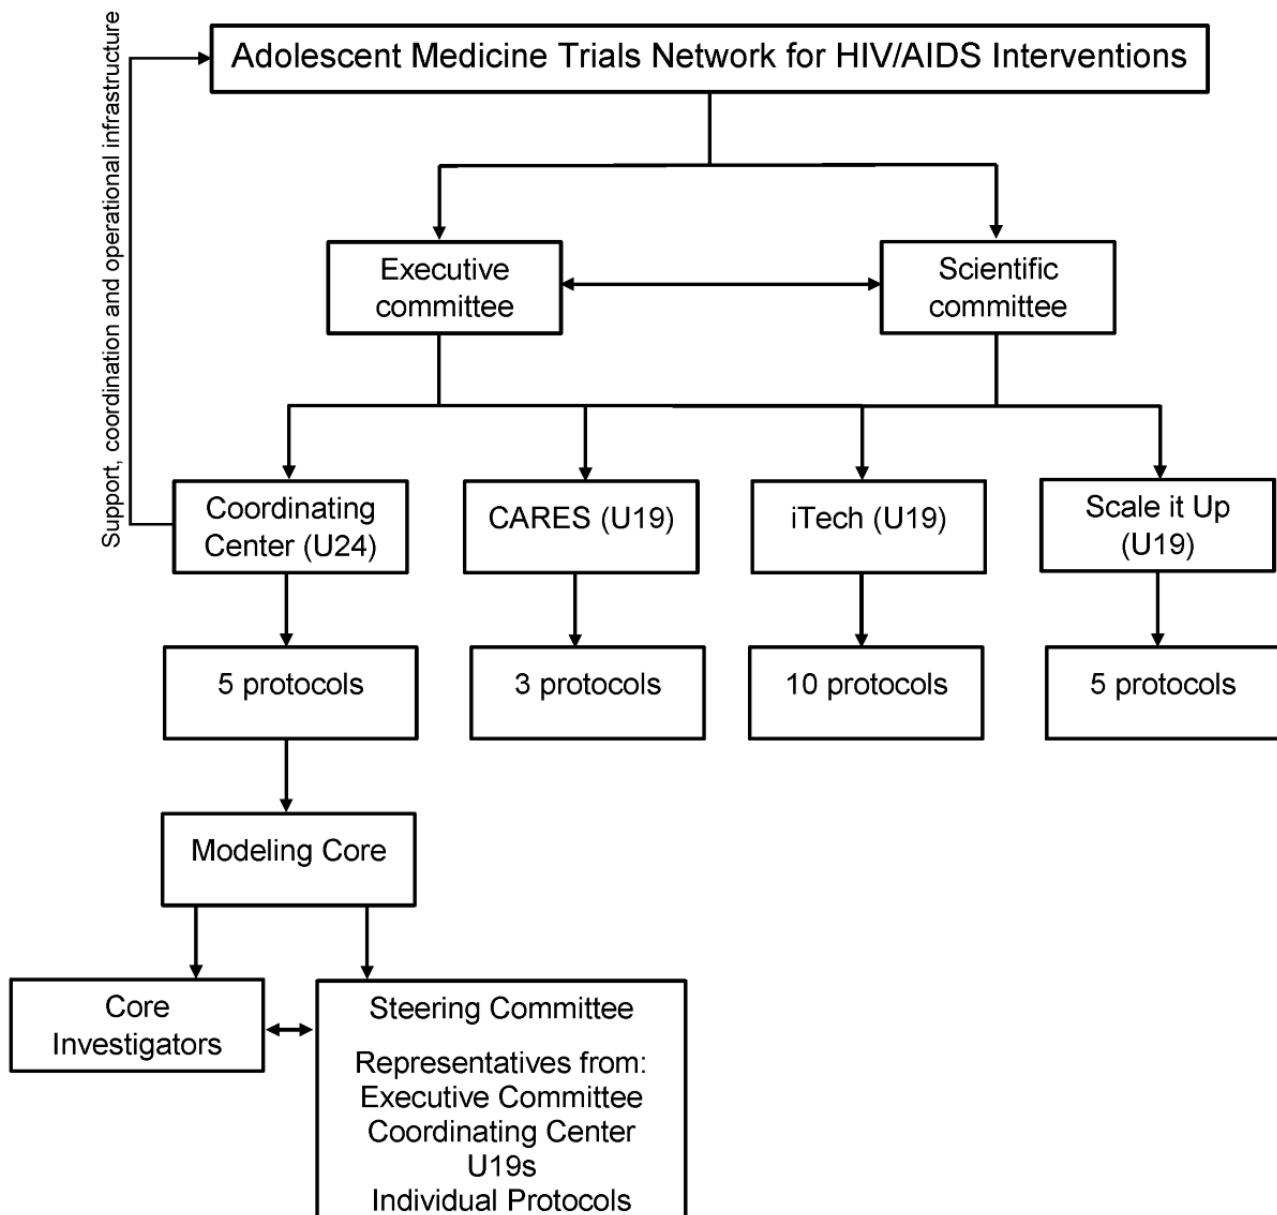 Adolescent Medicine Trials Network for HIV/AIDS Interventions
Support, coordination and operational infrastructure
Executive
committee
Scientific
committee
Coordinating
Center (U24)
CARES (U19)
iTech (U19)
Scale it Up
(U19)
5 protocols
3 protocols
10 protocols
5 protocols
Modeling Core
Core
Investigators
Steering Committee
Representatives from:
Executive Committee
Coordinating Center
U19s
Individual Protocols